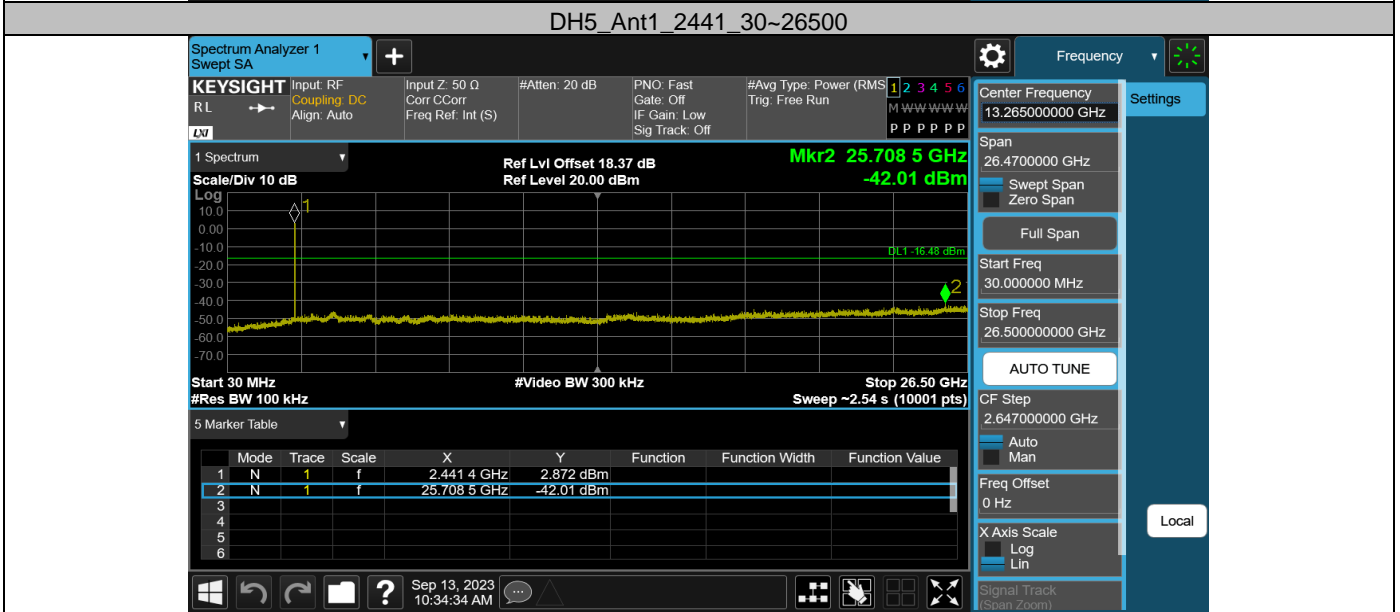 DH5_Ant1_2441_30~26500
Spectrum Analyzer 1
Swept SA
+
Frequency
KEYSIGHT
R L
LXI
Input: RF
Coupling: DC
Align: Auto
Input Z: 50 Ω
Corr CCorr
Freq Ref: Int (S)
#Atten: 20 dB
PNO: Fast
Gate: Off
IF Gain: Low
Sig Track: Off
#Avg Type: Power (RMS
Trig: Free Run
1 2 3 4 5 6
M W W W W W
P P P P P P
1 Spectrum
Scale/Div 10 dB
Ref Lvl Offset 18.37 dB
Ref Level 20.00 dBm
Mkr2 25.708 5 GHz
-42.01 dBm
Log
10.0
0.00
-10.0
-20.0
-30.0
-40.0
-50.0
-60.0
-70.0
1
DL1 -16.48 dBm
2
Start 30 MHz
#Video BW 300 kHz
Stop 26.50 GHz
#Res BW 100 kHz
Sweep ~2.54 s (10001 pts)
5 Marker Table
Mode Trace Scale X Y Function Function Width Function Value
1 N 1 f 2.441 4 GHz 2.872 dBm
2 N 1 f 25.708 5 GHz -42.01 dBm
3
4
5
6
Center Frequency
13.265000000 GHz
Settings
Span
26.4700000 GHz
Swept Span
Zero Span
Full Span
Start Freq
30.000000 MHz
Stop Freq
26.500000000 GHz
AUTO TUNE
CF Step
2.647000000 GHz
Auto
Man
Freq Offset
0 Hz
X Axis Scale
Log
Lin
Signal Track
(Span Zoom)
Local
?
Sep 13, 2023
10:34:34 AM